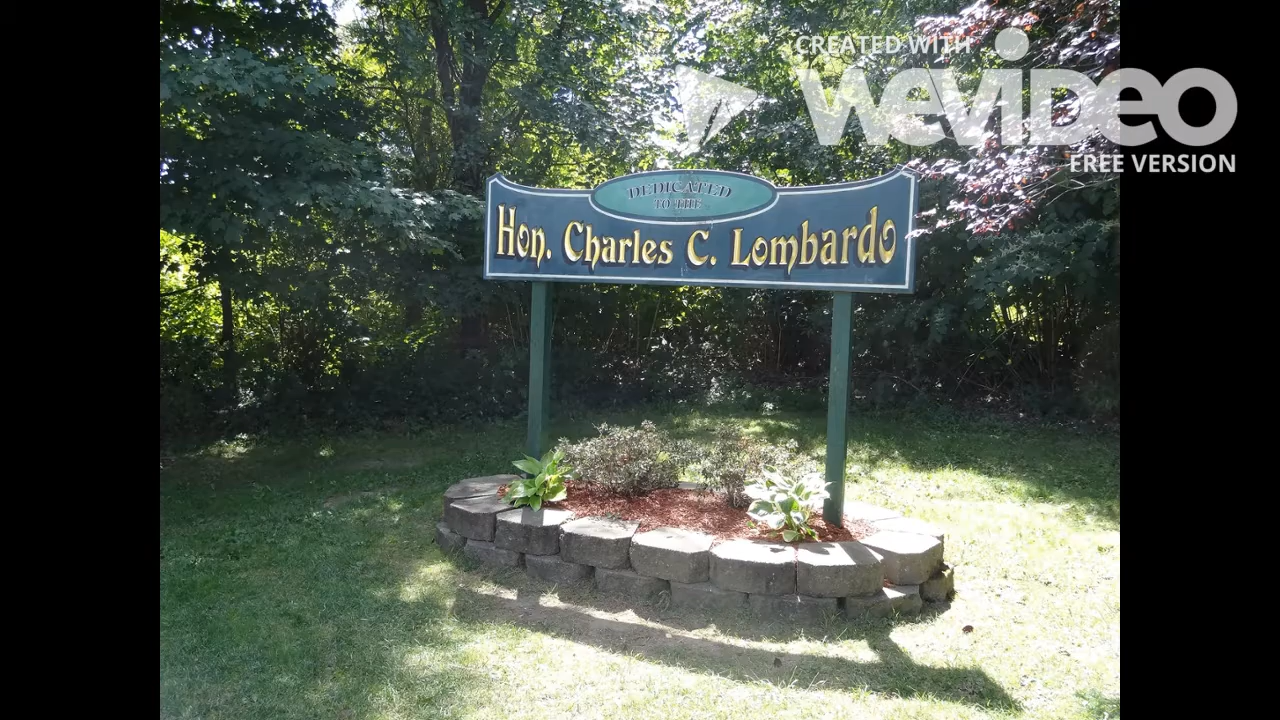 CREATED WITH
WEVIDEO
FREE VERSION
DEDICATED
TO THE
Hon. Charles C. Lombardo